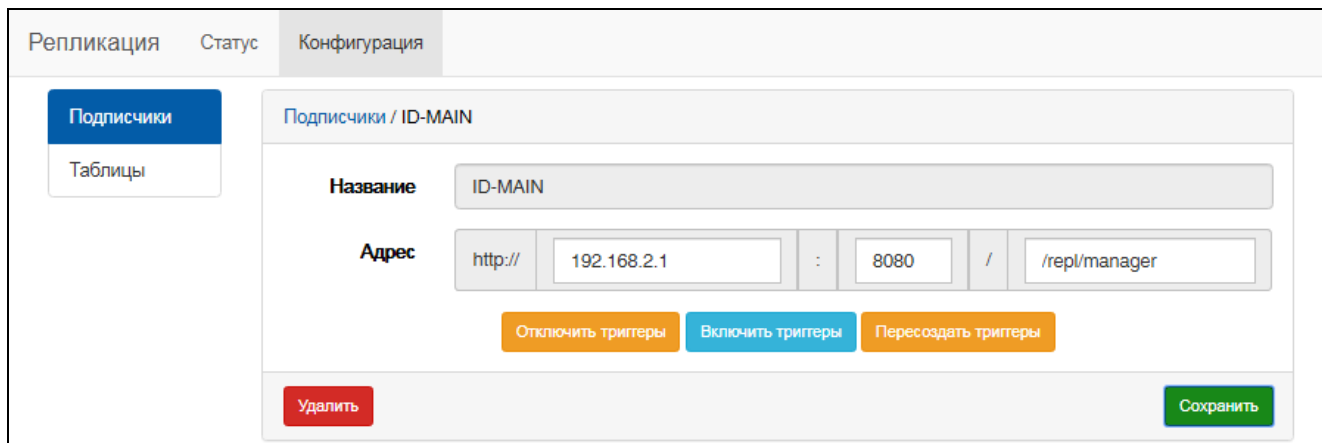 Репликация Статус Конфигурация
Подписчики
Таблицы
Подписчики / ID-MAIN
Название ID-MAIN
Адрес http:// 192.168.2.1 : 8080 / /repl/manager
Отключить триггеры Включить триггеры Пересоздать триггеры
Удалить Сохранить